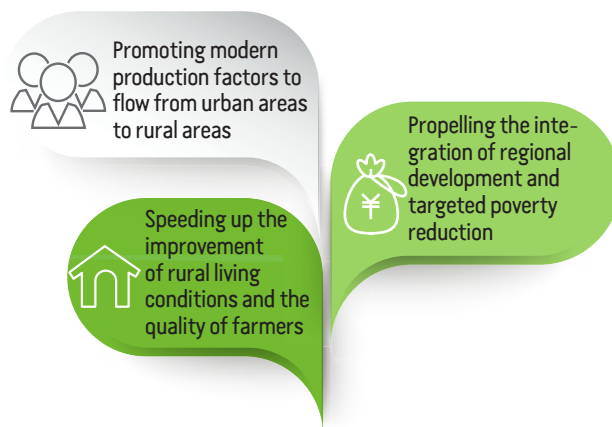 Promoting modern
production factors to
flow from urban areas
to rural areas
Propelling the inte-
gration of regional
development and
targeted poverty
reduction
¥
Speeding up the
improvement
of rural living
conditions and the
quality of farmers